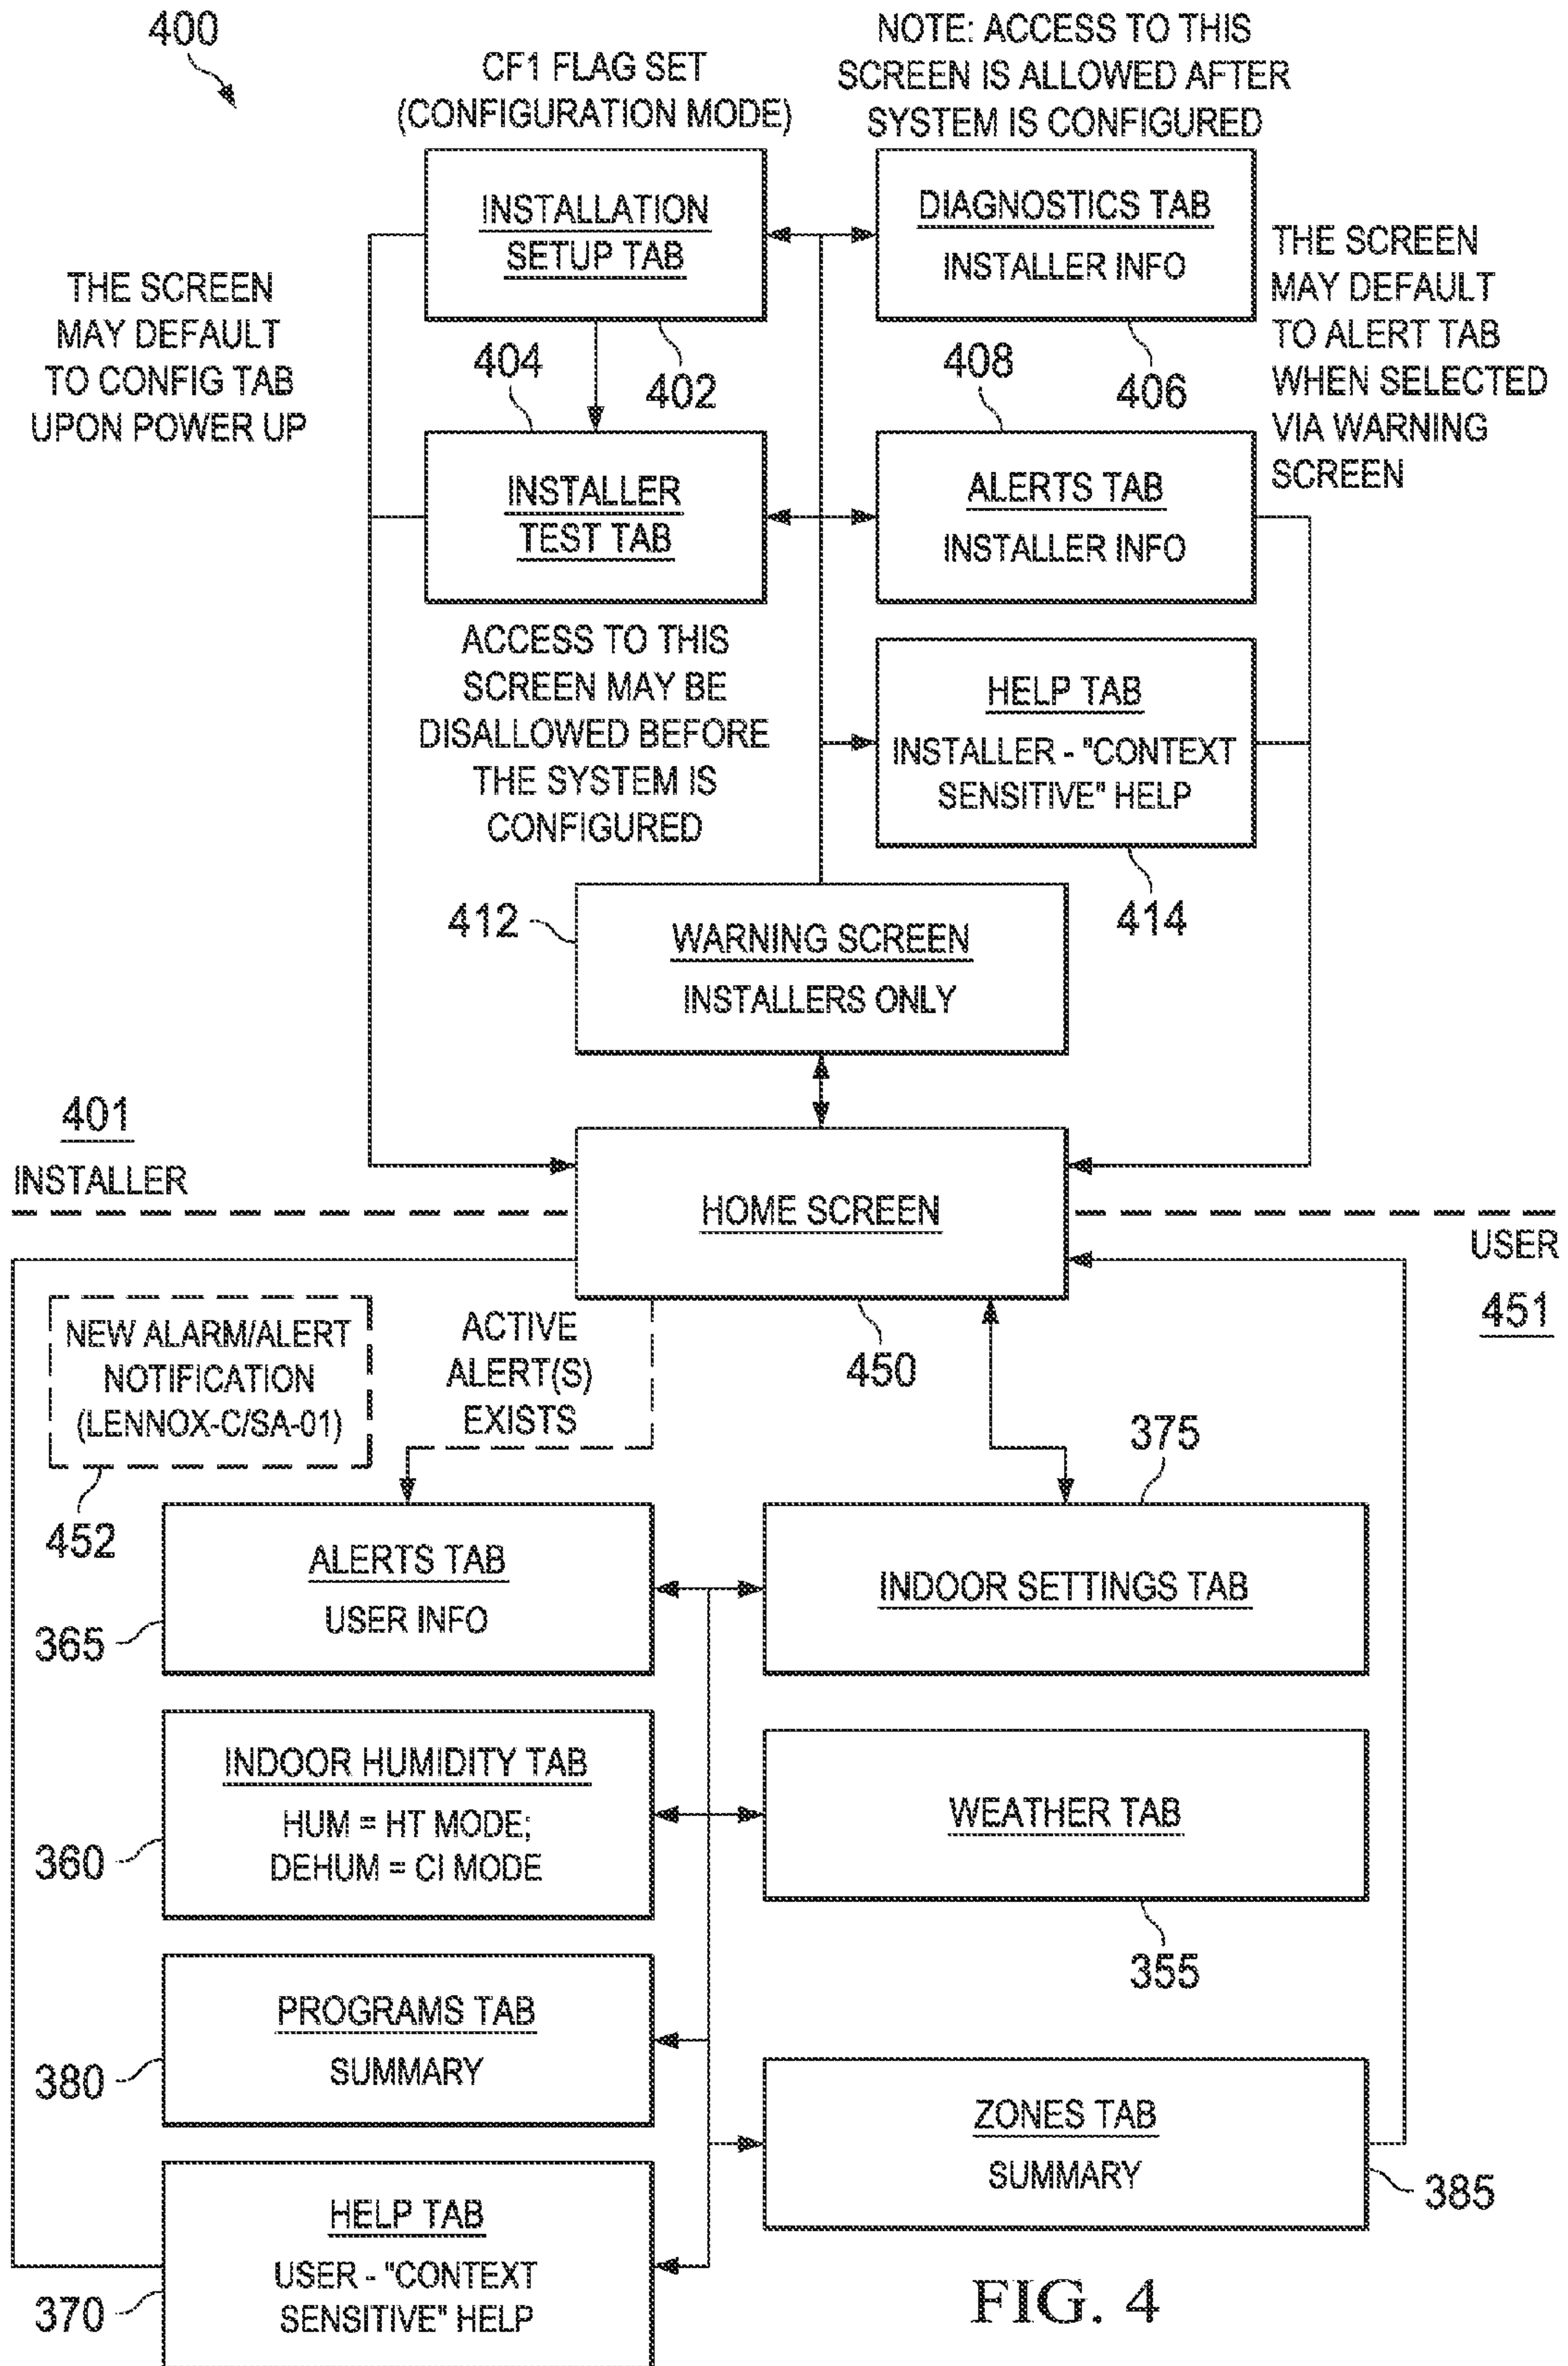 400
CF1 FLAG SET
(CONFIGURATION MODE)
NOTE: ACCESS TO THIS
SCREEN IS ALLOWED AFTER
SYSTEM IS CONFIGURED
INSTALLATION
SETUP TAB
402
DIAGNOSTICS TAB
INSTALLER INFO
406
THE SCREEN
MAY DEFAULT
TO CONFIG TAB
UPON POWER UP
THE SCREEN
MAY DEFAULT
TO ALERT TAB
WHEN SELECTED
VIA WARNING
SCREEN
404
INSTALLER
TEST TAB
408
ALERTS TAB
INSTALLER INFO
ACCESS TO THIS
SCREEN MAY BE
DISALLOWED BEFORE
THE SYSTEM IS
CONFIGURED
HELP TAB
INSTALLER - "CONTEXT
SENSITIVE" HELP
414
412
WARNING SCREEN
INSTALLERS ONLY
401
INSTALLER
HOME SCREEN
450
USER
451
NEW ALARM/ALERT
NOTIFICATION
(LENNOX-C/SA-01)
452
ACTIVE
ALERT(S)
EXISTS
375
ALERTS TAB
USER INFO
365
INDOOR SETTINGS TAB
INDOOR HUMIDITY TAB
HUM = HT MODE;
DEHUM = CI MODE
360
WEATHER TAB
355
PROGRAMS TAB
SUMMARY
380
ZONES TAB
SUMMARY
385
HELP TAB
USER - "CONTEXT
SENSITIVE" HELP
370
FIG. 4